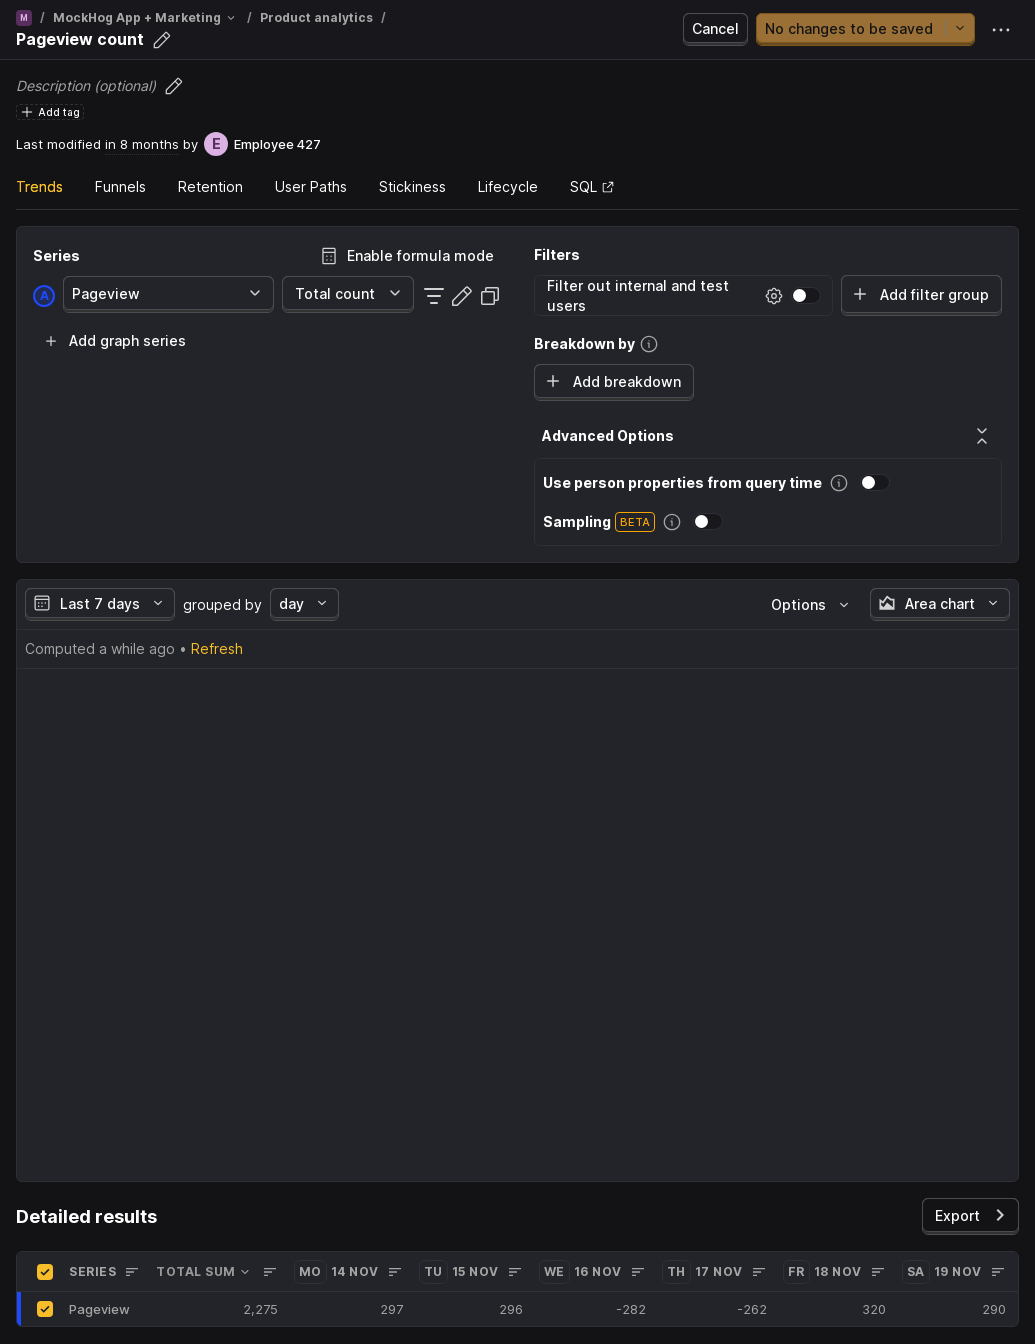 M / MockHog App + Marketing / Product analytics /
Pageview count
Cancel
No changes to be saved
Description (optional)
Add tag
Last modified in 8 months by E Employee 427
Trends Funnels Retention User Paths Stickiness Lifecycle SQL
Series
Enable formula mode
A Pageview Total count
Add graph series
Filters
Filter out internal and test
users
Add filter group
Breakdown by
Add breakdown
Advanced Options
Use person properties from query time
Sampling BETA
Last 7 days grouped by day Options Area chart
Computed a while ago • Refresh
Detailed results
Export
SERIES TOTAL SUM MO 14 NOV TU 15 NOV WE 16 NOV TH 17 NOV FR 18 NOV SA 19 NOV
Pageview 2,275 297 296 -282 -262 320 290